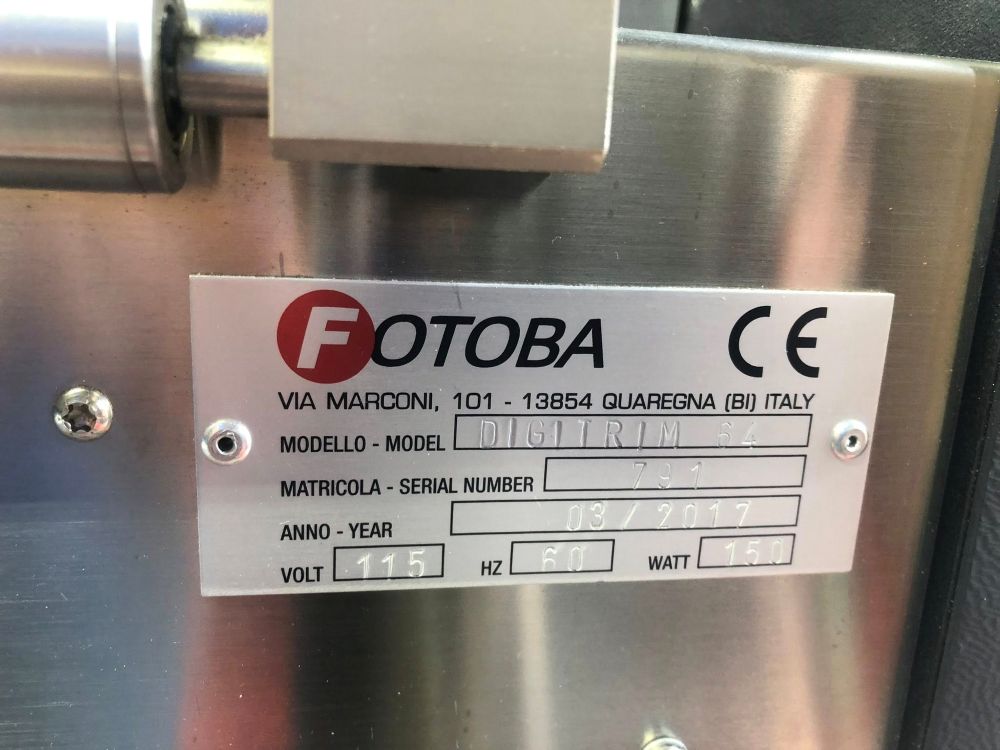 FOTOBA CE
VIA MARCONI, 101 - 13854 QUAREGNA (BI) ITALY
MODELLO - MODEL DIGITRIM 64
MATRICOLA - SERIAL NUMBER 791
ANNO - YEAR 03/2017
VOLT 115 HZ 60 WATT 150